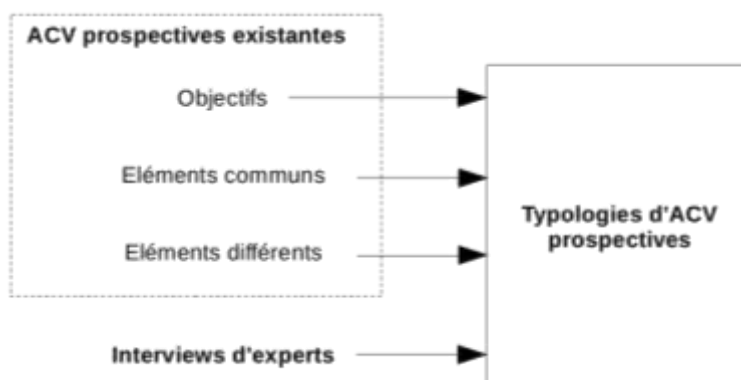 ACV prospectives existantes
Objectifs
Eléments communs
Eléments différents
Interviews d'experts
Typologies d'ACV
prospectives